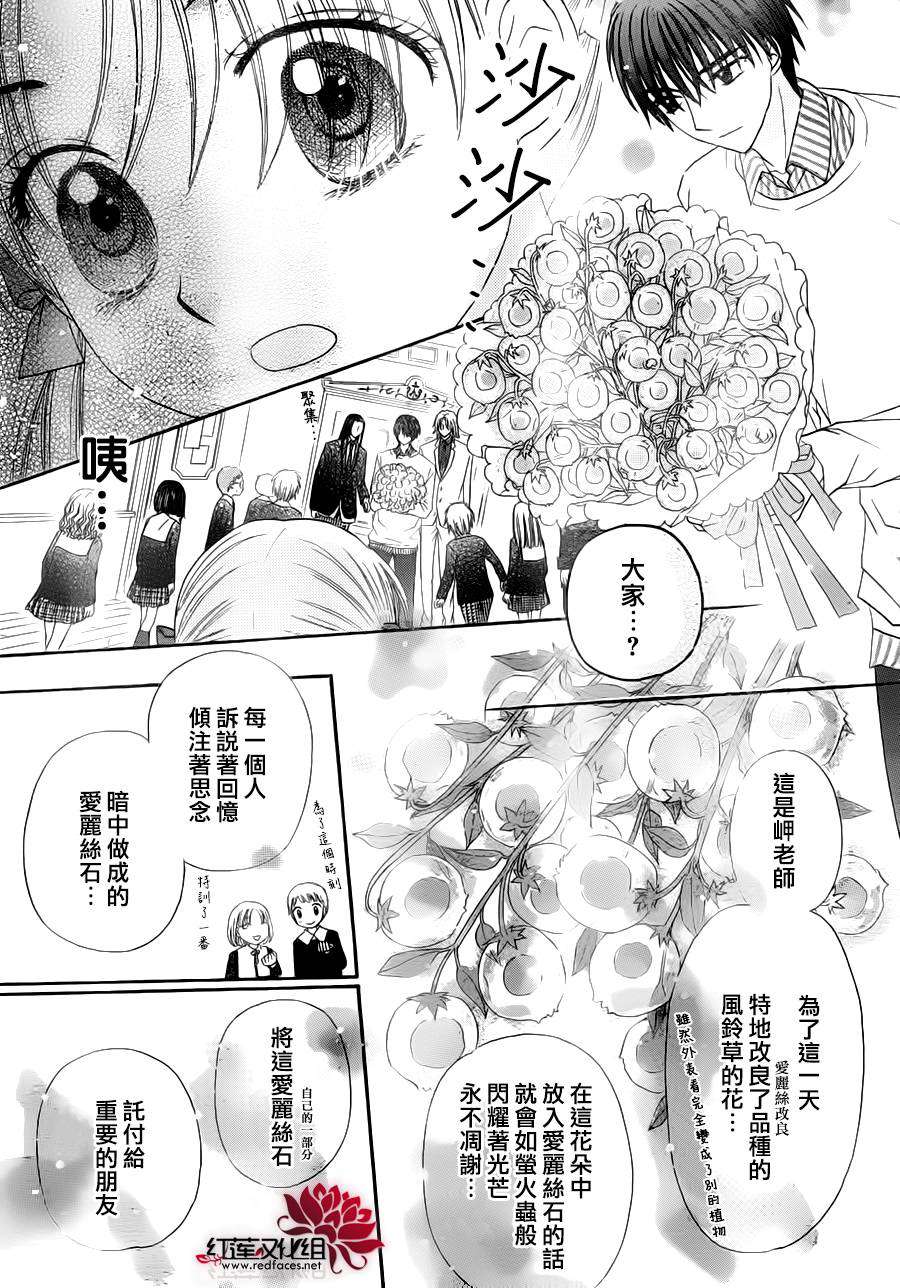 沙
沙
⋮
聚集…
咦…
大家…?
這是岬老師
為了這一天
特地改良了品種的
愛麗絲改良
風鈴草的花…
雖然外表看完全變成了別的植物
在這花朵中
放入愛麗絲石的話
就會如螢火蟲般
閃耀著光芒
永不凋謝…
每一個人
訴説著回憶
傾注著思念
暗中做成的
愛麗絲石…
為了這個時刻
特訓了一番
自己的一部分
將這愛麗絲石
託付給
重要的朋友
紅蓮汉化组
www.redfaces.net